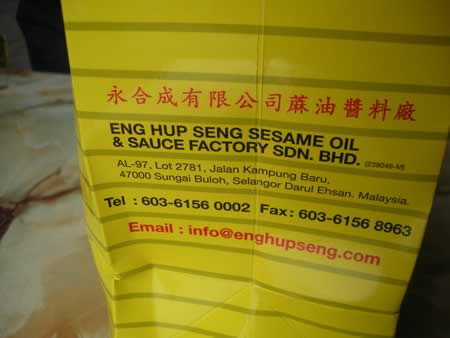 永合成有限公司蔴油醬料廠
ENG HUP SENG SESAME OIL
& SAUCE FACTORY SDN. BHD. (239046-M)
AL-97, Lot 2781, Jalan Kampung Baru,
47000 Sungai Buloh, Selangor Darul Ehsan. Malaysia.
Tel : 603-6156 0002 Fax: 603-6156 8963
Email : info@enghupseng.com